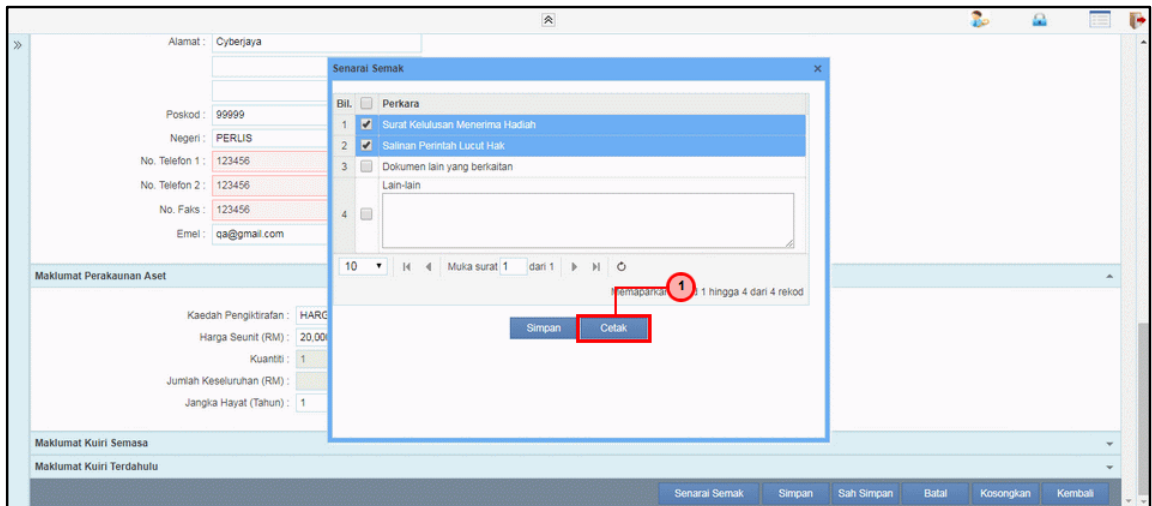 Alamat : Cyberjaya
Poskod : 99999
Negeri : PERLIS
No. Telefon 1 : 123456
No. Telefon 2 : 123456
No. Faks : 123456
Emel : qa@gmail.com
Senarai Semak ×
Bil. Perkara
1 Surat Kelulusan Menerima Hadiah
2 Salinan Perintah Lucut Hak
3 Dokumen lain yang berkaitan
4 Lain-lain
10 Muka surat 1 dari 1
1 hingga 4 dari 4 rekod
1
Simpan Cetak
Maklumat Perakaunan Aset
Kaedah Pengiktirafan : HARG
Harga Seunit (RM) : 20,000
Kuantiti : 1
Jumlah Keseluruhan (RM) :
Jangka Hayat (Tahun) : 1
Maklumat Kuiri Semasa
Maklumat Kuiri Terdahulu
Senarai Semak Simpan Sah Simpan Batal Kosongkan Kembali